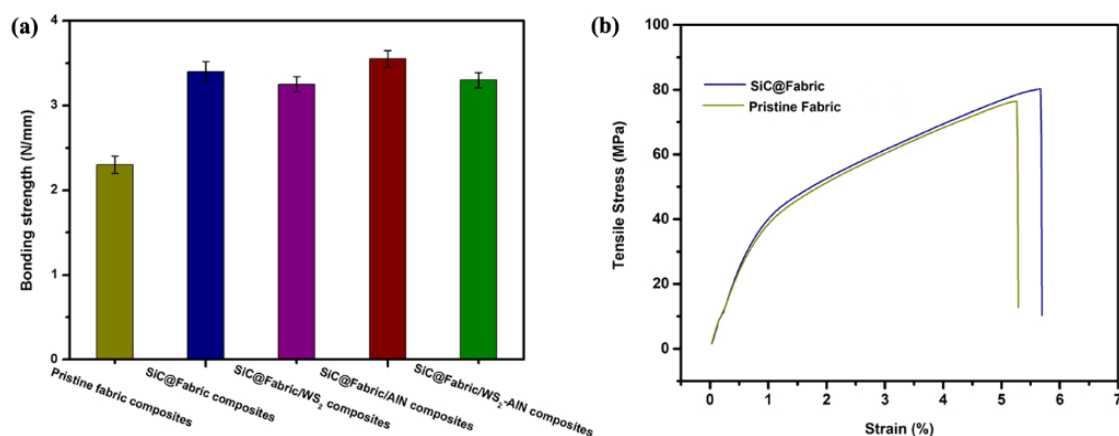 (a)
Bonding strength (N/mm)
4
3
2
1
0
Pristine fabric composites
SiC@Fabric composites
SiC@Fabric/WS₂ composites
SiC@Fabric/AlN composites
SiC@Fabric/WS₂-AlN composites
(b)
Tensile Stress (MPa)
100
80
60
40
20
0
SiC@Fabric
Pristine Fabric
0 1 2 3 4 5 6 7
Strain (%)